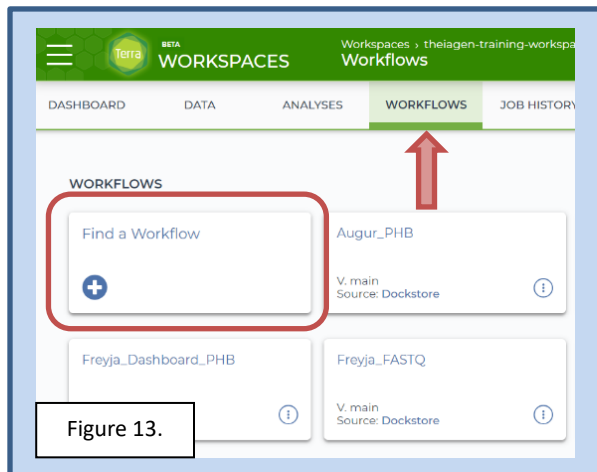 Terra
BETA
WORKSPACES
Workspaces › theiagen-training-workspa
Workflows
DASHBOARD DATA ANALYSES WORKFLOWS JOB HISTORY
WORKFLOWS
Find a Workflow
Augur_PHB
V. main
Source: Dockstore
Freyja_Dashboard_PHB
Freyja_FASTQ
V. main
Source: Dockstore
Figure 13.